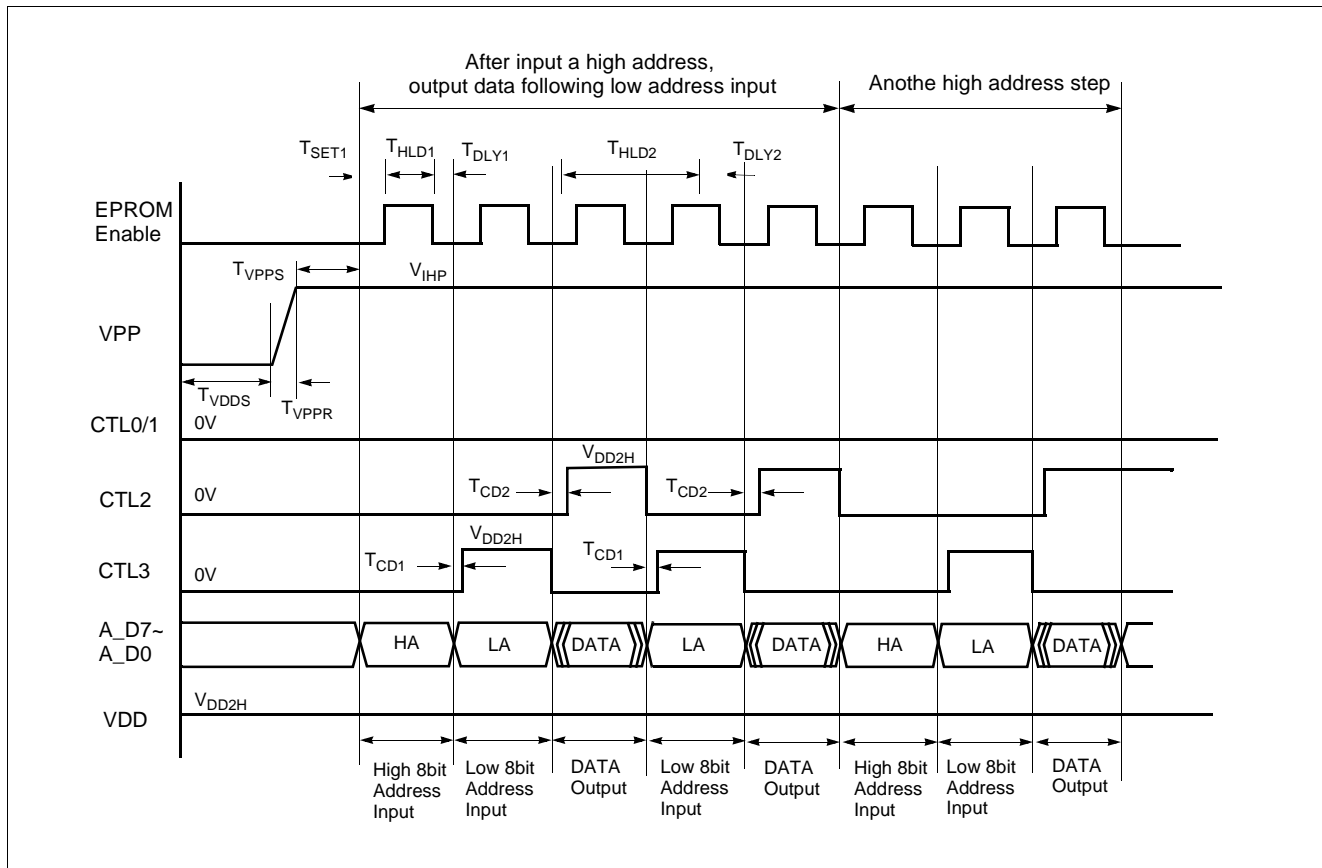 After input a high address,
output data following low address input
Anothe high address step
TSET1
THLD1
TDLY1
THLD2
TDLY2
EPROM
Enable
TVPPS
VIHP
VPP
TVDDS
TVPPR
CTL0/1
0V
VDD2H
TCD2
TCD2
CTL2
0V
VDD2H
TCD1
TCD1
CTL3
0V
A_D7~
A_D0
HA
LA
DATA
LA
DATA
HA
LA
DATA
VDD2H
VDD
High 8bit
Address
Input
Low 8bit
Address
Input
DATA
Output
Low 8bit
Address
Input
DATA
Output
High 8bit
Address
Input
Low 8bit
Address
Input
DATA
Output